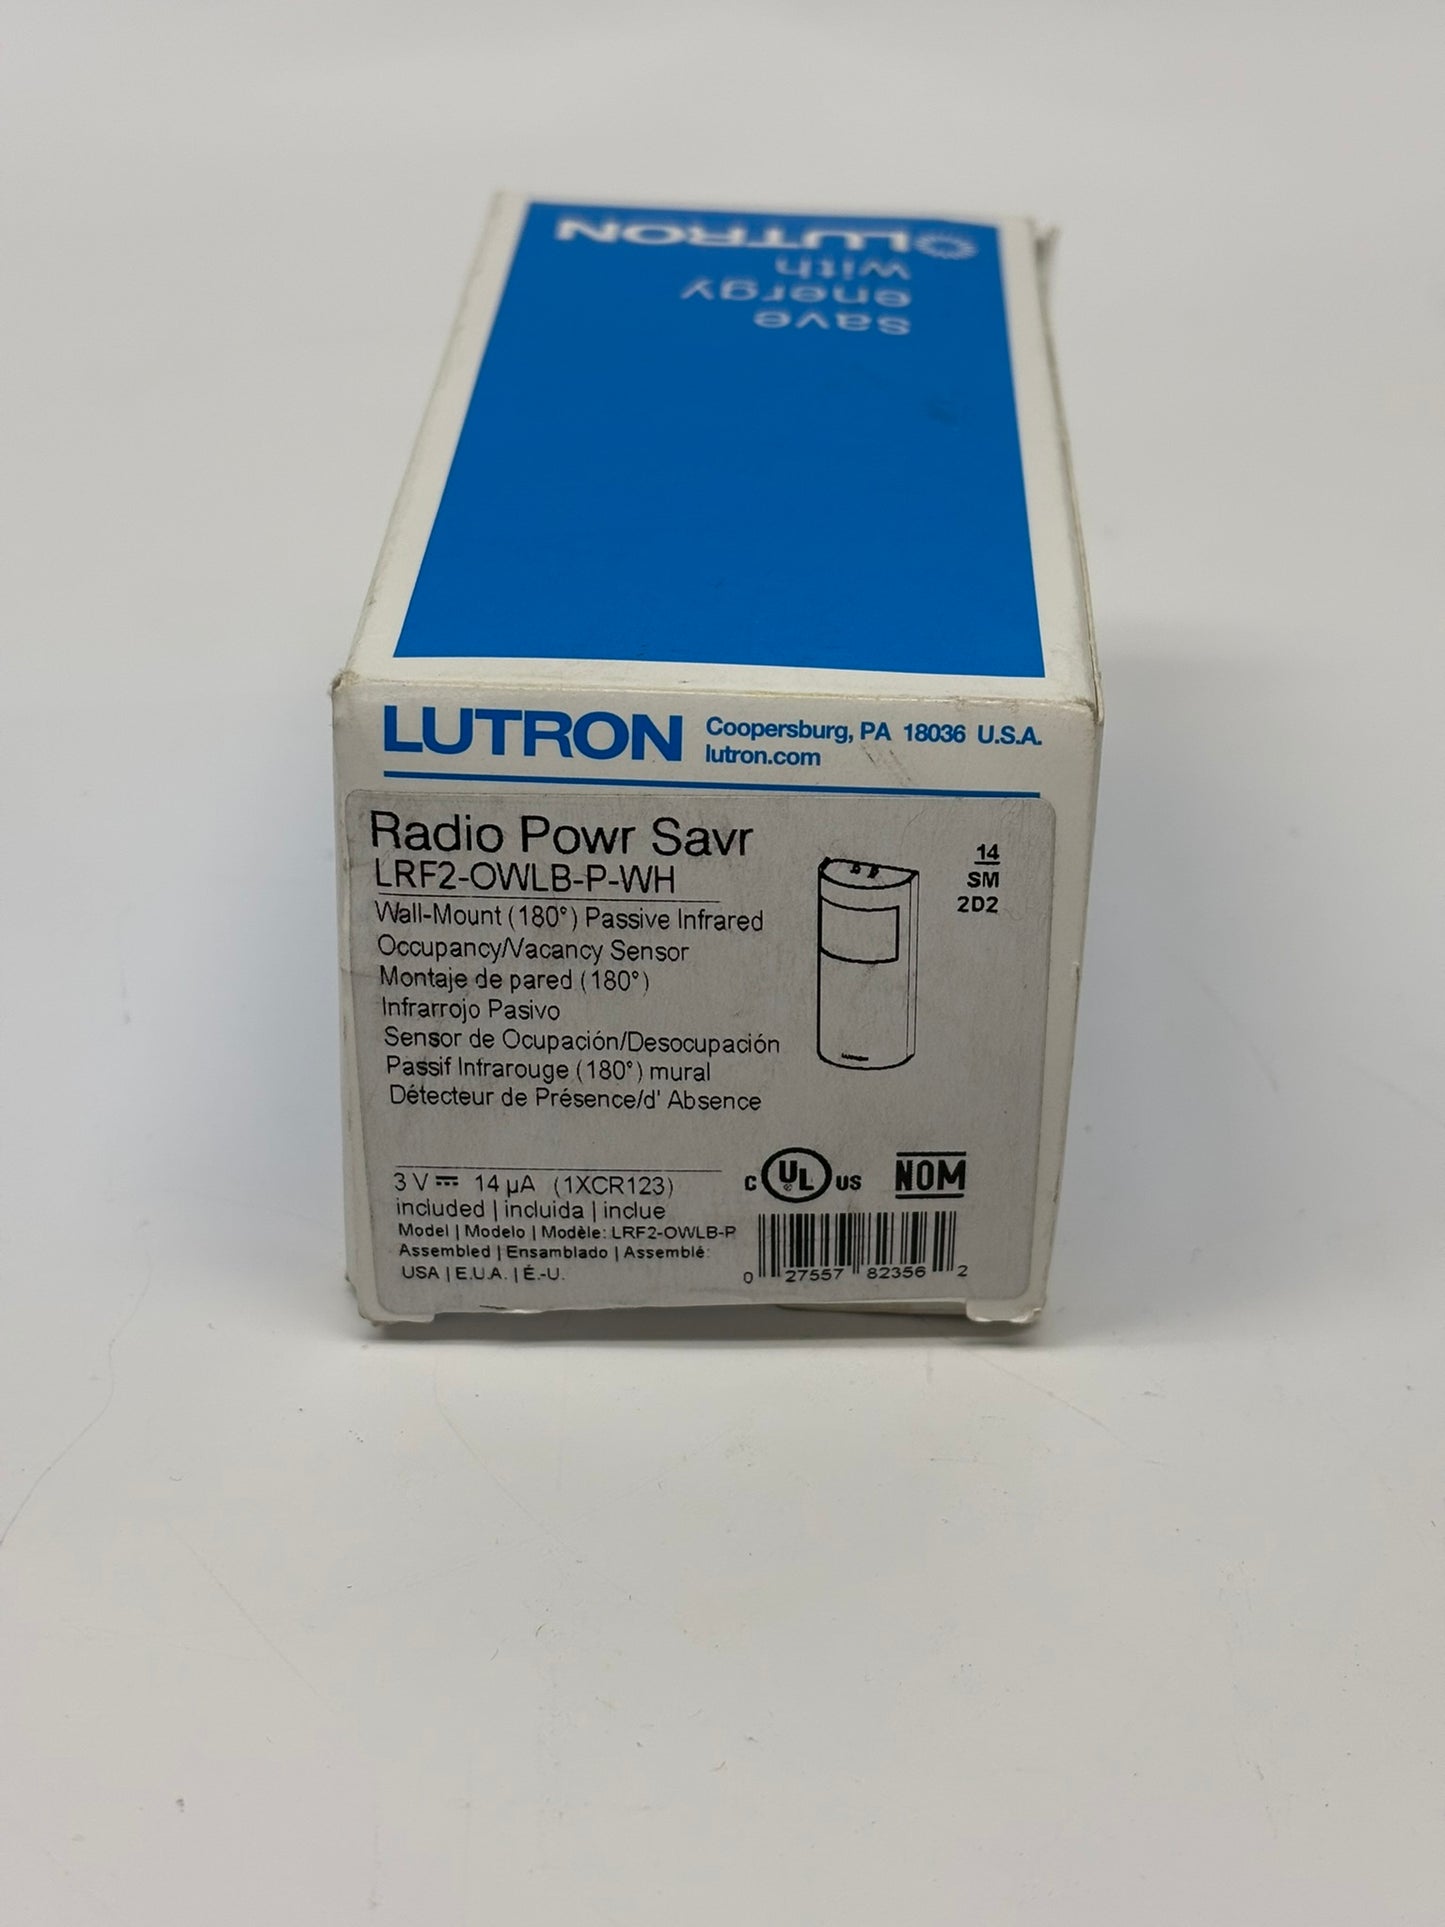 save
energy
with
LUTRON
LUTRON
Coopersburg, PA 18036 U.S.A.
lutron.com
Radio Powr Savr
LRF2-OWLB-P-WH
Wall-Mount (180°) Passive Infrared
Occupancy/Vacancy Sensor
Montaje de pared (180°)
Infrarrojo Pasivo
Sensor de Ocupación/Desocupación
Passif Infrarouge (180°) mural
Détecteur de Présence/d' Absence
14
SM
2D2
3 V ⎓ 14 µA (1XCR123)
included | incluida | inclue
Model | Modelo | Modèle: LRF2-OWLB-P
Assembled | Ensamblado | Assemblé:
USA | E.U.A. | É.-U.
C UL US
NOM
0 27557 82356 2